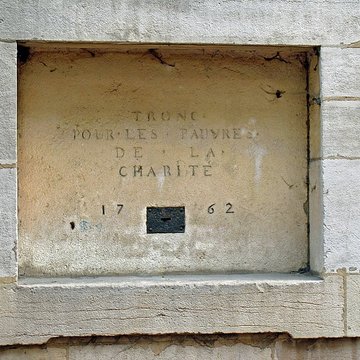 TRONC
POUR · LES · PAUVRES
DE · LA
CHARITÉ
17 62